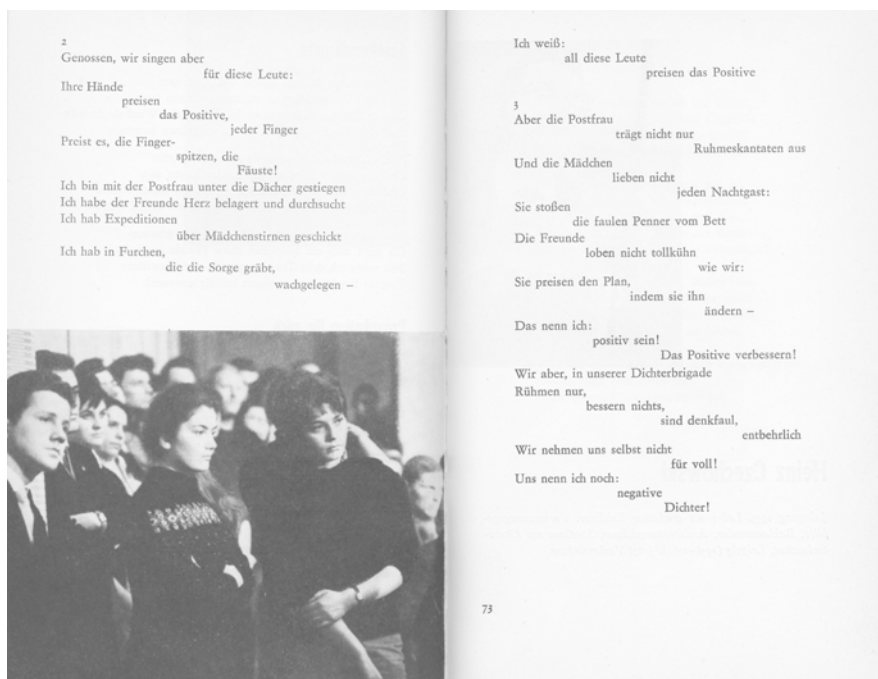 2
Genossen, wir singen aber
für diese Leute:
Ihre Hände
preisen
das Positive,
jeder Finger
Preist es, die Finger-
spitzen, die
Fäuste!
Ich bin mit der Postfrau unter die Dächer gestiegen
Ich habe der Freunde Herz belagert und durchsucht
Ich hab Expeditionen
über Mädchenstirnen geschickt
Ich hab in Furchen,
die die Sorge gräbt,
wachgelegen –
Ich weiß:
all diese Leute
preisen das Positive
3
Aber die Postfrau
trägt nicht nur
Ruhmeskantaten aus
Und die Mädchen
lieben nicht
jeden Nachtgast:
Sie stoßen
die faulen Penner vom Bett
Die Freunde
loben nicht tollkühn
wie wir:
Sie preisen den Plan,
indem sie ihn
ändern –
Das nenn ich:
positiv sein!
Das Positive verbessern!
Wir aber, in unserer Dichterbrigade
Rühmen nur,
bessern nichts,
sind denkfaul,
entbehrlich
Wir nehmen uns selbst nicht
für voll!
Uns nenn ich noch:
negative
Dichter!
73